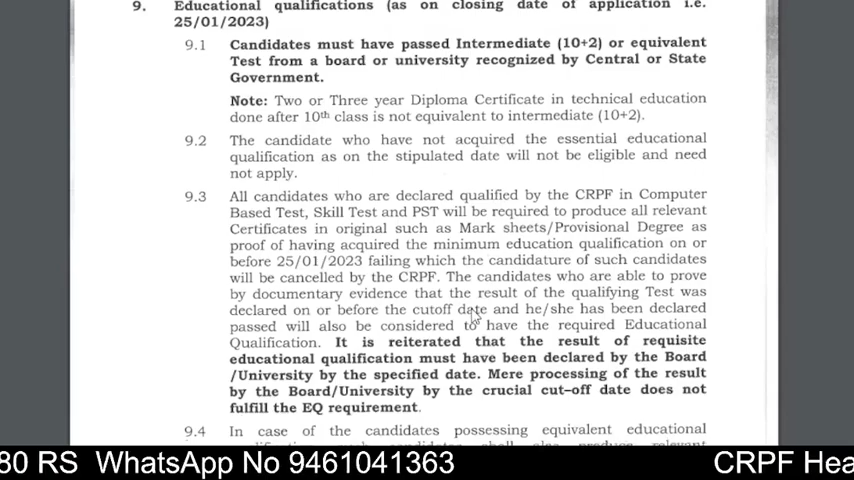 9. Educational qualifications (as on closing date of application i.e.
25/01/2023)
9.1 Candidates must have passed Intermediate (10+2) or equivalent
Test from a board or university recognized by Central or State
Government.
Note: Two or Three year Diploma Certificate in technical education
done after 10th class is not equivalent to intermediate (10+2).
9.2 The candidate who have not acquired the essential educational
qualification as on the stipulated date will not be eligible and need
not apply.
9.3 All candidates who are declared qualified by the CRPF in Computer
Based Test, Skill Test and PST will be required to produce all relevant
Certificates in original such as Mark sheets/Provisional Degree as
proof of having acquired the minimum education qualification on or
before 25/01/2023 failing which the candidature of such candidates
will be cancelled by the CRPF. The candidates who are able to prove
by documentary evidence that the result of the qualifying Test was
declared on or before the cutoff date and he/she has been declared
passed will also be considered to have the required Educational
Qualification. It is reiterated that the result of requisite
educational qualification must have been declared by the Board
/University by the specified date. Mere processing of the result
by the Board/University by the crucial cut-off date does not
fulfill the EQ requirement.
9.4 In case of the candidates possessing equivalent educational
80 RS WhatsApp No 9461041363 CRPF Hea